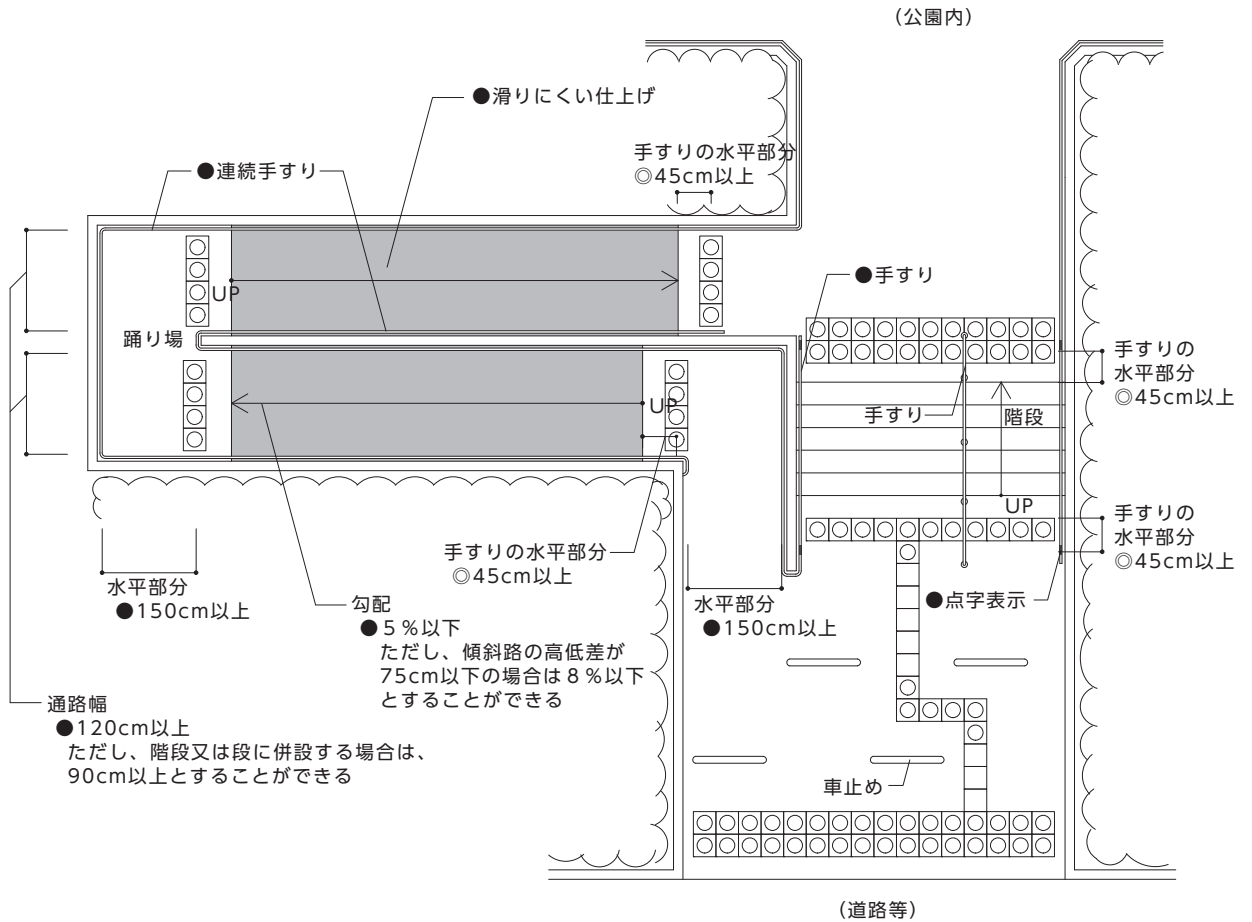 （公園内）
●滑りにくい仕上げ
手すりの水平部分
◎45cm以上
●連続手すり
●手すり
UP
踊り場
手すりの
水平部分
◎45cm以上
UP
手すり
階段
UP
手すりの
水平部分
◎45cm以上
手すりの水平部分
◎45cm以上
水平部分
●150cm以上
勾配
●５％以下
ただし、傾斜路の高低差が
75cm以下の場合は８％以下
とすることができる
水平部分
●150cm以上
●点字表示
通路幅
●120cm以上
ただし、階段又は段に併設する場合は、
90cm以上とすることができる
車止め
（道路等）